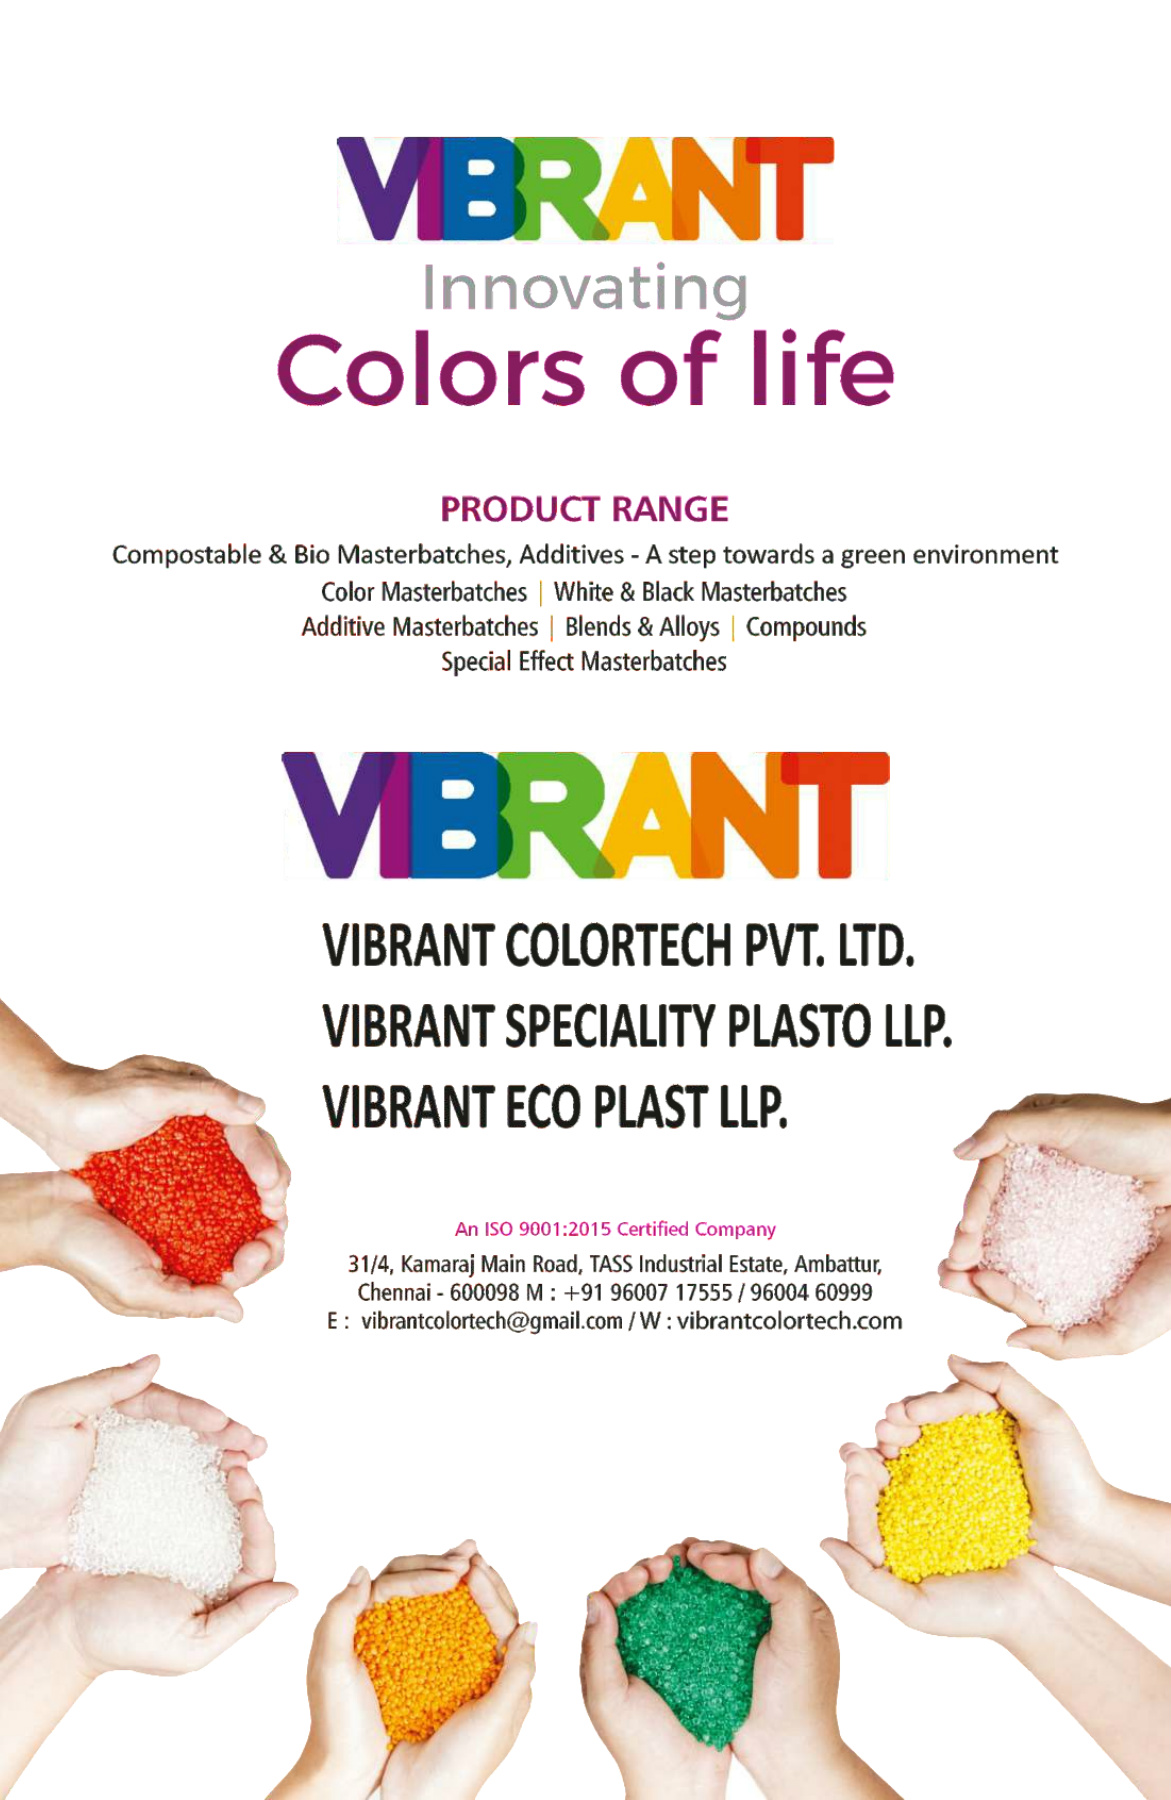 VIBRANT
Innovating
Colors of life
PRODUCT RANGE
Compostable & Bio Masterbatches, Additives - A step towards a green environment
Color Masterbatches | White & Black Masterbatches
Additive Masterbatches | Blends & Alloys | Compounds
Special Effect Masterbatches
VIBRANT
VIBRANT COLORTECH PVT. LTD.
VIBRANT SPECIALITY PLASTO LLP.
VIBRANT ECO PLAST LLP.
An ISO 9001:2015 Certified Company
31/4, Kamaraj Main Road, TASS Industrial Estate, Ambattur,
Chennai - 600098 M : +91 96007 17555 / 96004 60999
E : vibrantcolortech@gmail.com / W : vibrantcolortech.com